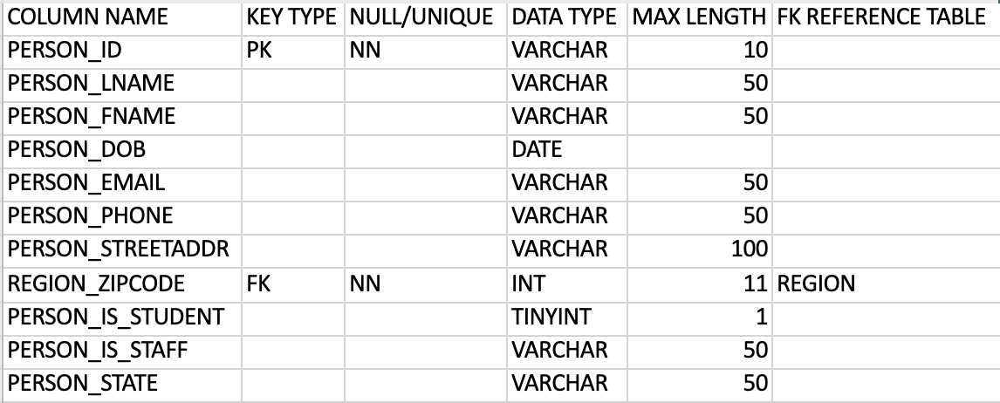 COLUMN NAME KEY TYPE NULL/UNIQUE DATA TYPE MAX LENGTH FK REFERENCE TABLE
PERSON_ID PK NN VARCHAR 10
PERSON_LNAME VARCHAR 50
PERSON_FNAME VARCHAR 50
PERSON_DOB DATE
PERSON_EMAIL VARCHAR 50
PERSON_PHONE VARCHAR 50
PERSON_STREETADDR VARCHAR 100
REGION_ZIPCODE FK NN INT 11 REGION
PERSON_IS_STUDENT TINYINT 1
PERSON_IS_STAFF VARCHAR 50
PERSON_STATE VARCHAR 50